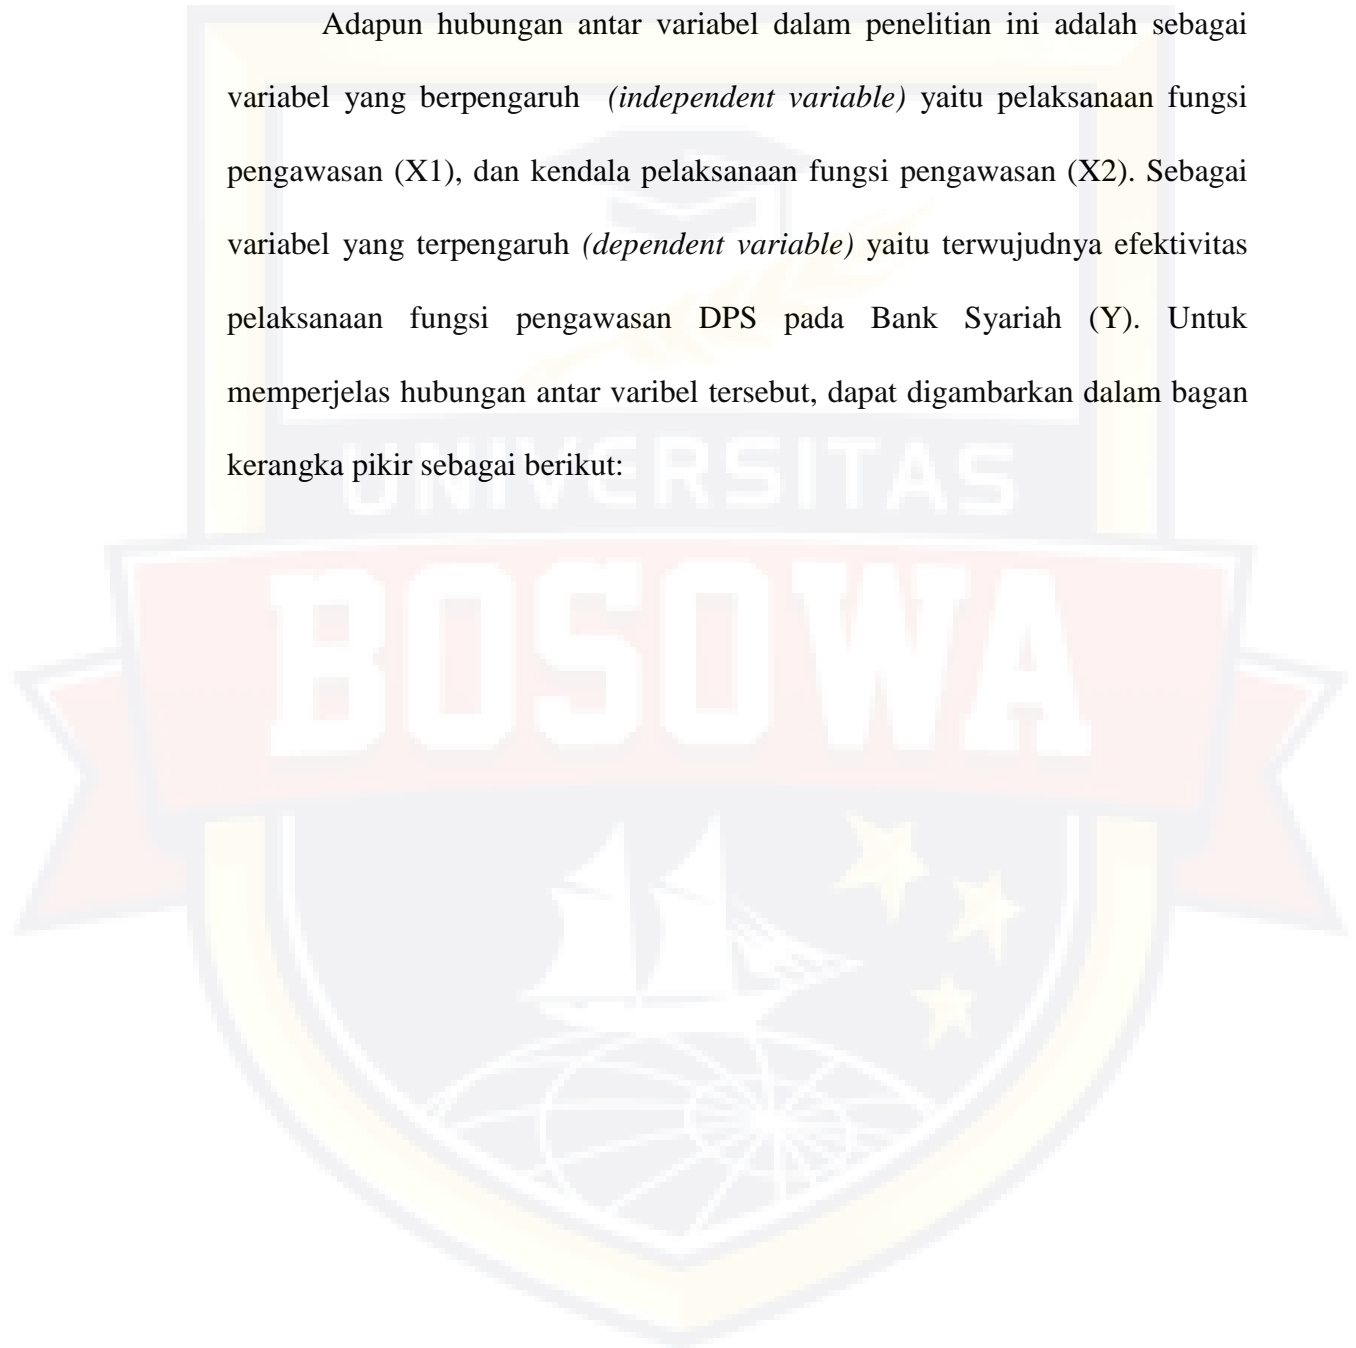 Adapun hubungan antar variabel dalam penelitian ini adalah sebagai
variabel yang berpengaruh (independent variable) yaitu pelaksanaan fungsi
pengawasan (X1), dan kendala pelaksanaan fungsi pengawasan (X2). Sebagai
variabel yang terpengaruh (dependent variable) yaitu terwujudnya efektivitas
pelaksanaan fungsi pengawasan DPS pada Bank Syariah (Y). Untuk
memperjelas hubungan antar varibel tersebut, dapat digambarkan dalam bagan
kerangka pikir sebagai berikut:
UNIVERSITAS
BOSOWA